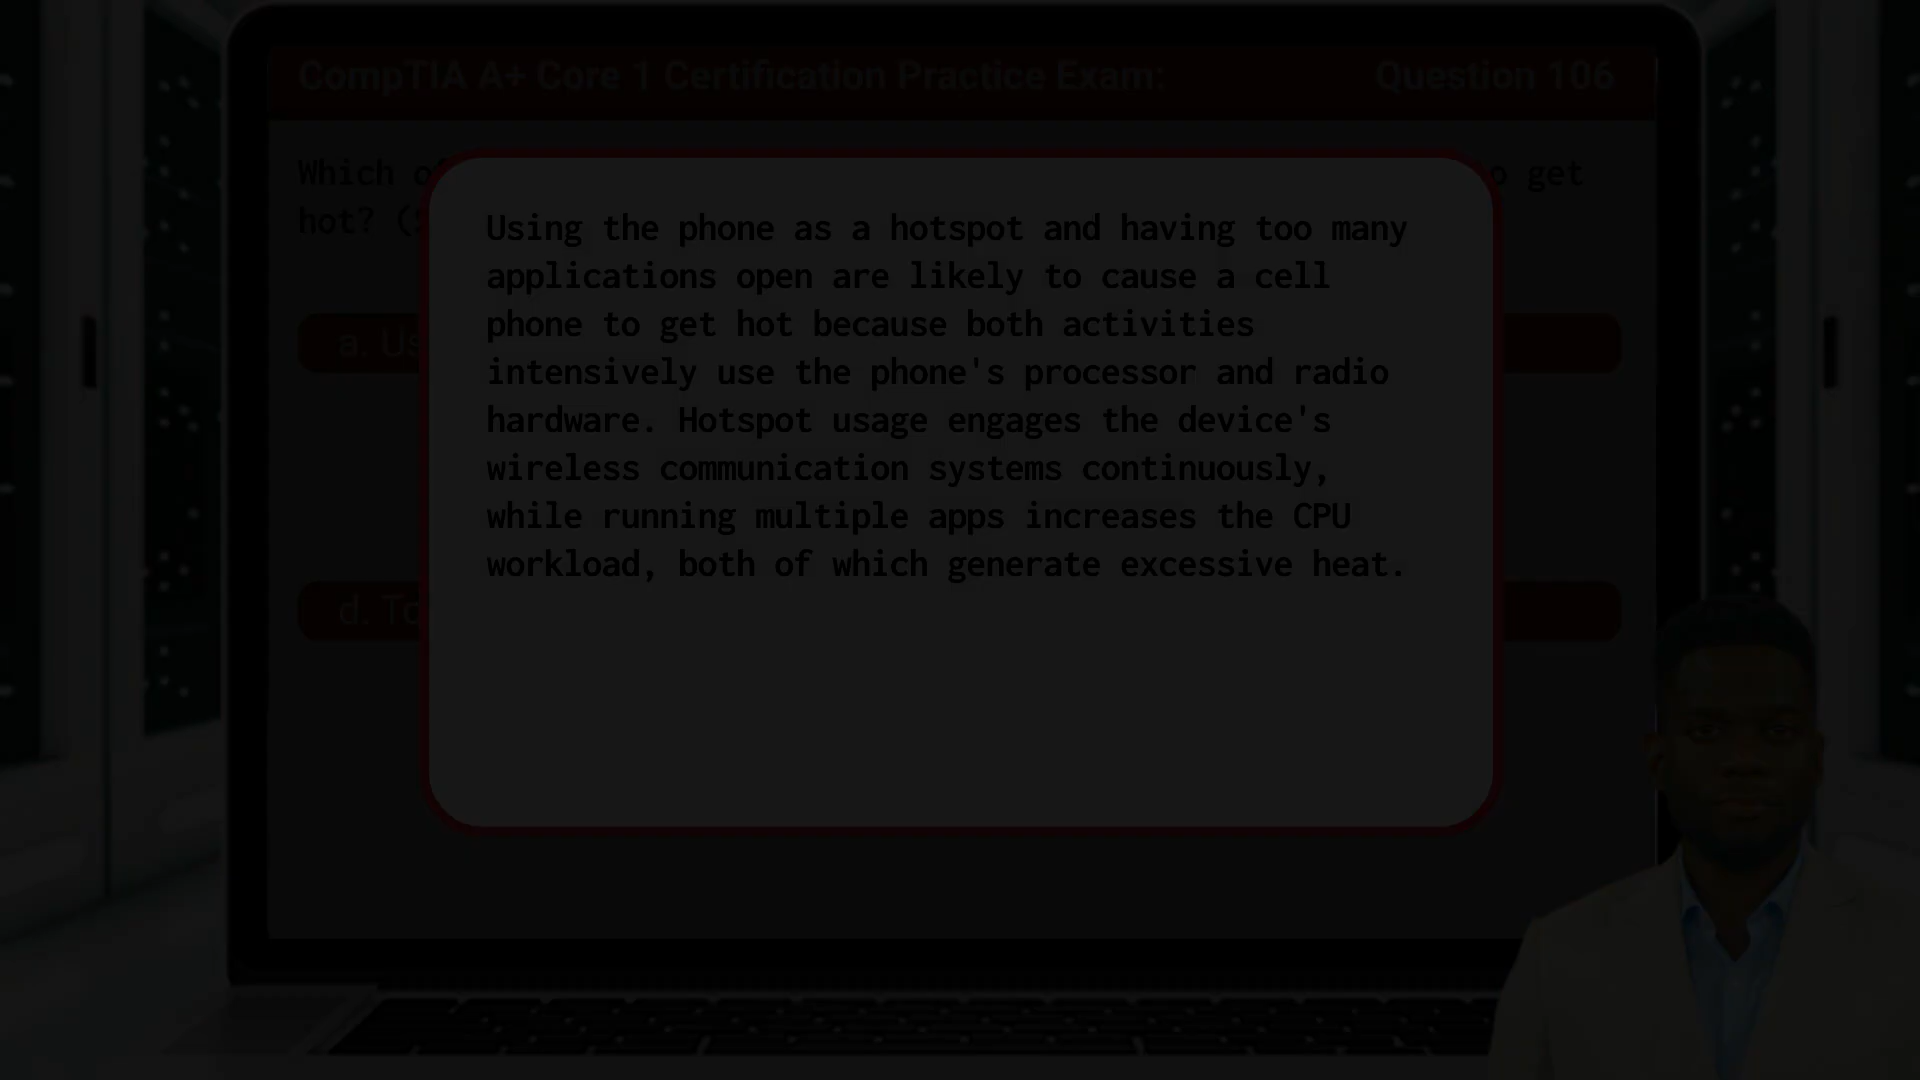 CompTIA A+ Core 1 Certification Practice Exam: Question 106
Which o get
hot? (
Using the phone as a hotspot and having too many
applications open are likely to cause a cell
phone to get hot because both activities
intensively use the phone's processor and radio
hardware. Hotspot usage engages the device's
wireless communication systems continuously,
while running multiple apps increases the CPU
workload, both of which generate excessive heat.
a. Us
d. To